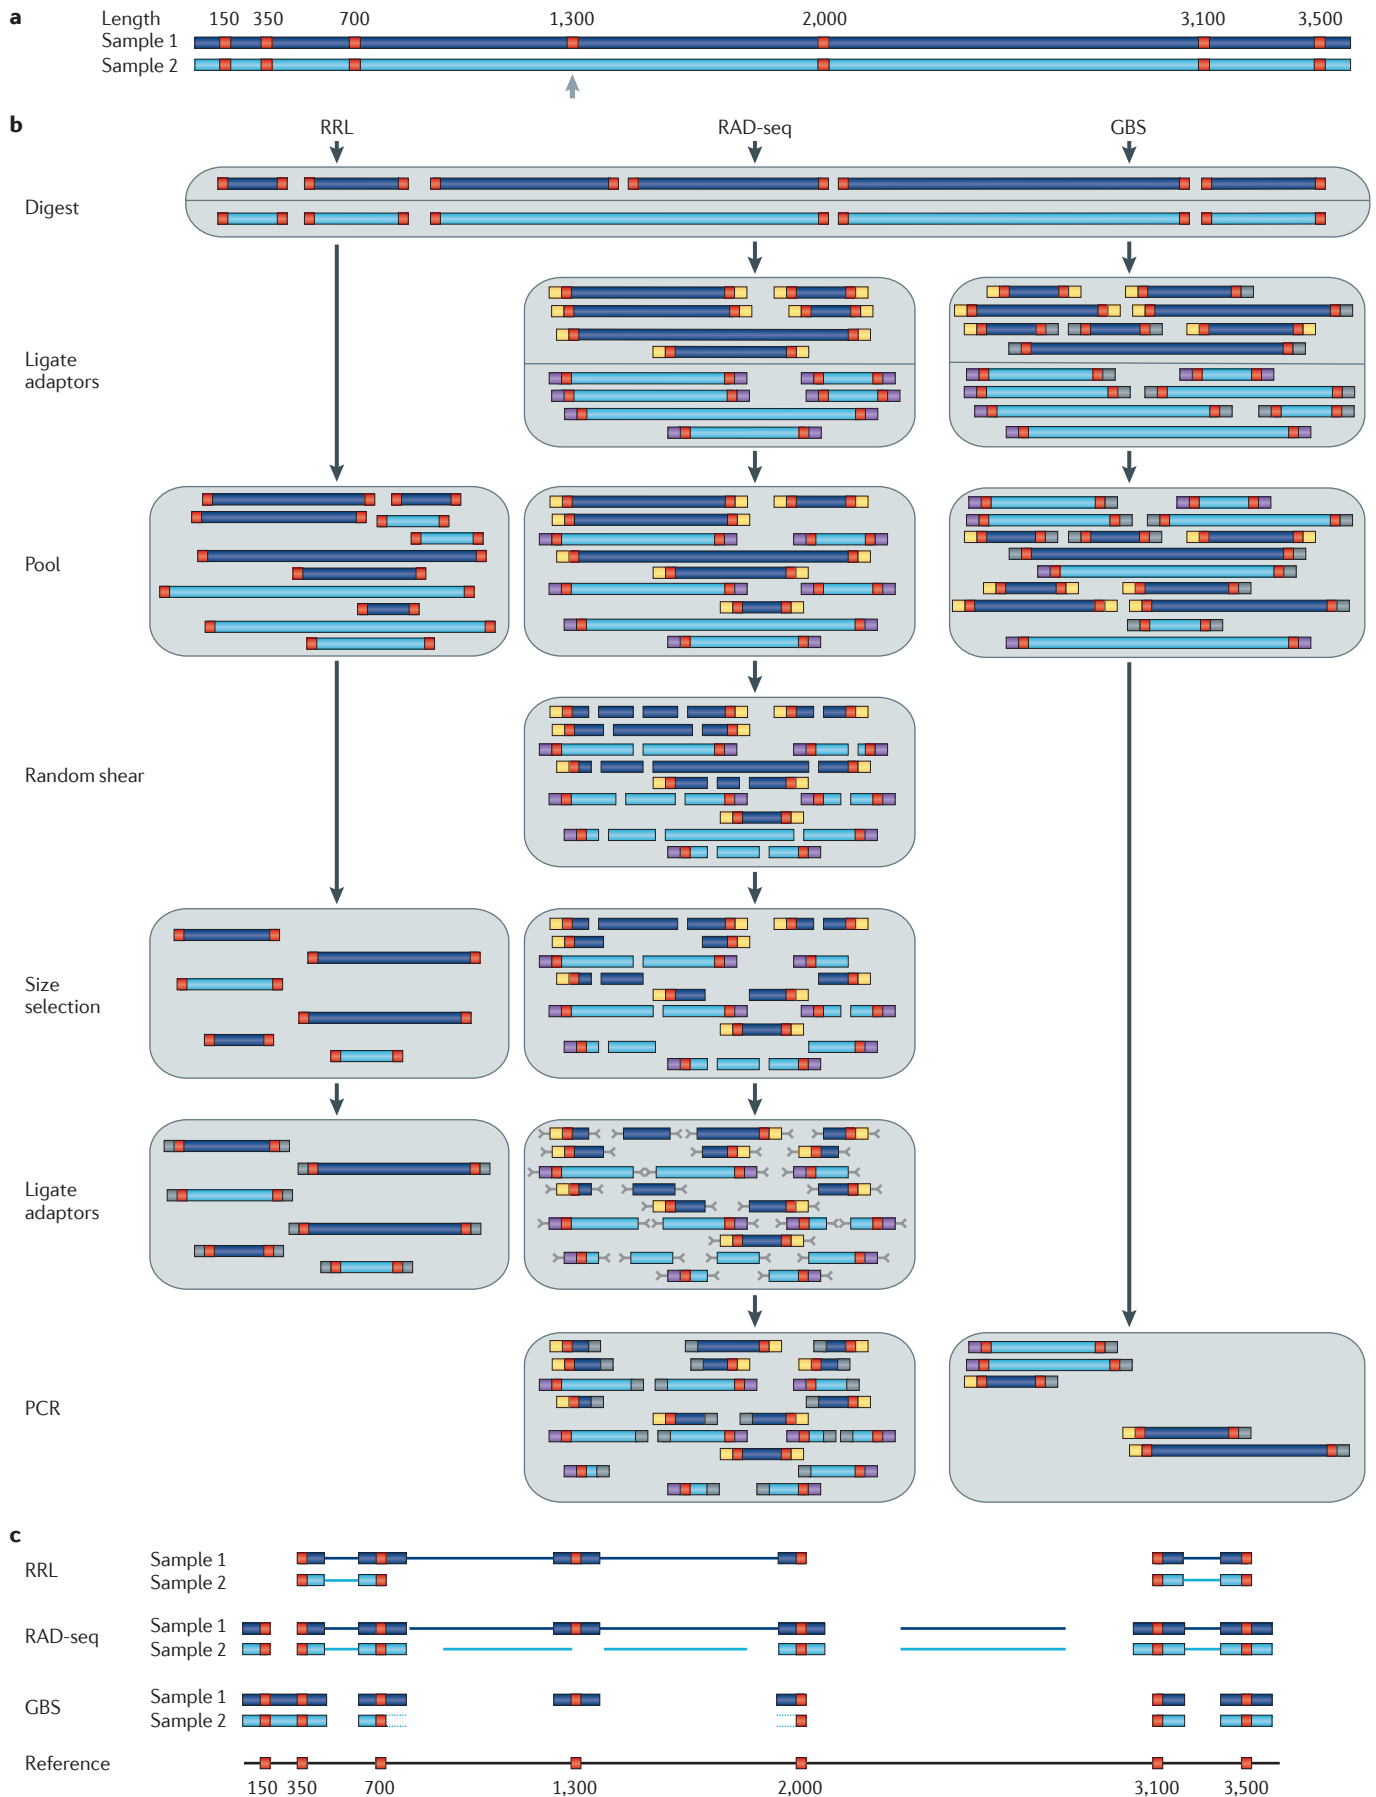 a
Length 150 350 700 1,300 2,000 3,100 3,500
Sample 1
Sample 2
b
RRL RAD-seq GBS
Digest
Ligate
adaptors
Pool
Random shear
Size
selection
Ligate
adaptors
PCR
c
RRL
Sample 1
Sample 2
RAD-seq
Sample 1
Sample 2
GBS
Sample 1
Sample 2
Reference
150 350 700 1,300 2,000 3,100 3,500